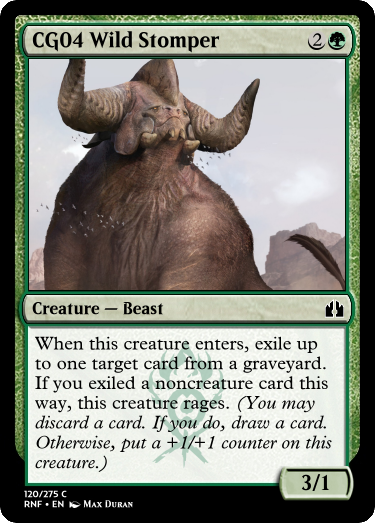 CG04 Wild Stomper 2
Creature — Beast
When this creature enters, exile up
to one target card from a graveyard.
If you exiled a noncreature card this
way, this creature rages. (You may
discard a card. If you do, draw a card.
Otherwise, put a +1/+1 counter on this
creature.)
3/1
120/275 C
RNF • EN Max Duran